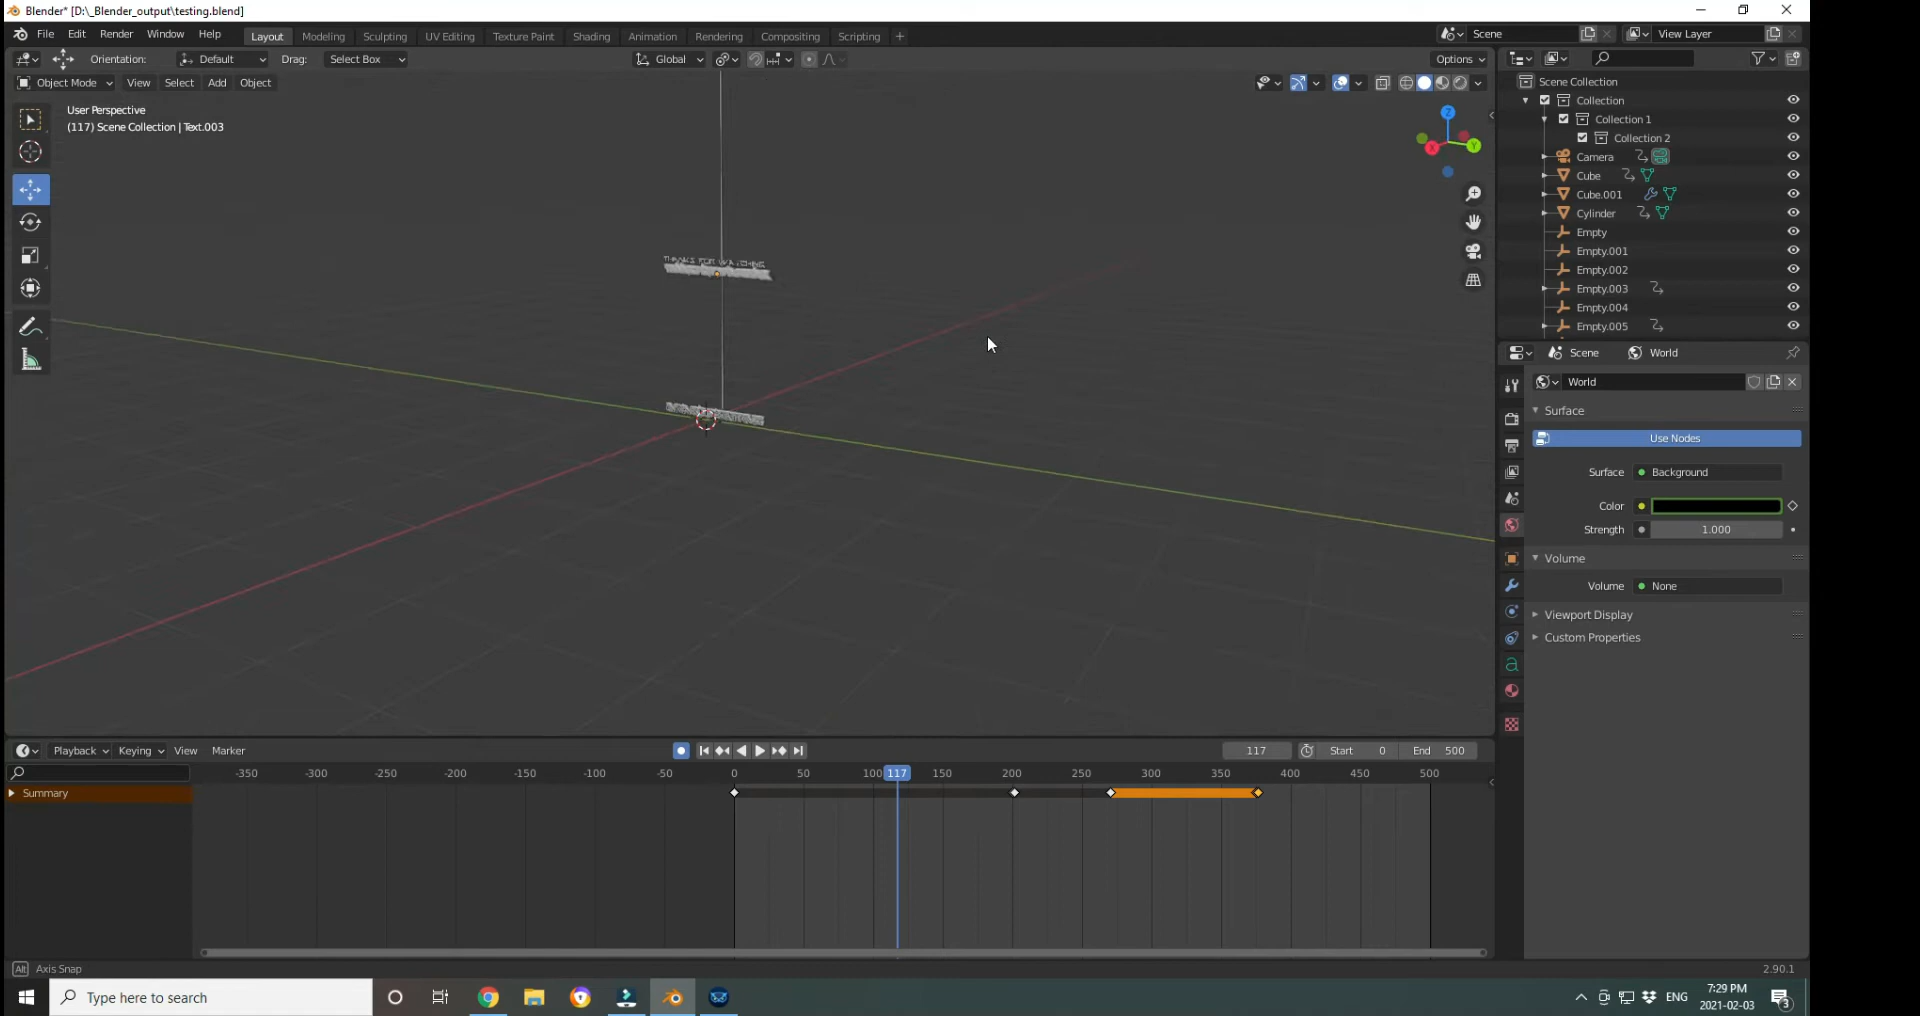 Blender* [D:\_Blender_output\testing.blend]
File Edit Render Window Help Layout Modeling Sculpting UV Editing Texture Paint Shading Animation Rendering Compositing Scripting + Scene View Layer
Orientation: Default Drag: Select Box Global Options
Object Mode View Select Add Object
User Perspective
(117) Scene Collection | Text.003
Z
Y
X
THANKS FOR WATCHING
Scene Collection
Collection
Collection 1
Collection 2
Camera
Cube
Cube.001
Cylinder
Empty
Empty.001
Empty.002
Empty.003
Empty.004
Empty.005
Scene World
World
Surface
Use Nodes
Surface Background
Color
Strength 1.000
Volume
Volume None
Viewport Display
Custom Properties
Playback Keying View Marker 117 Start 0 End 500
-350 -300 -250 -200 -150 -100 -50 0 50 100 117 150 200 250 300 350 400 450 500
Summary
Alt Axis Snap 2.90.1
Type here to search ENG 7:29 PM
2021-02-03 3